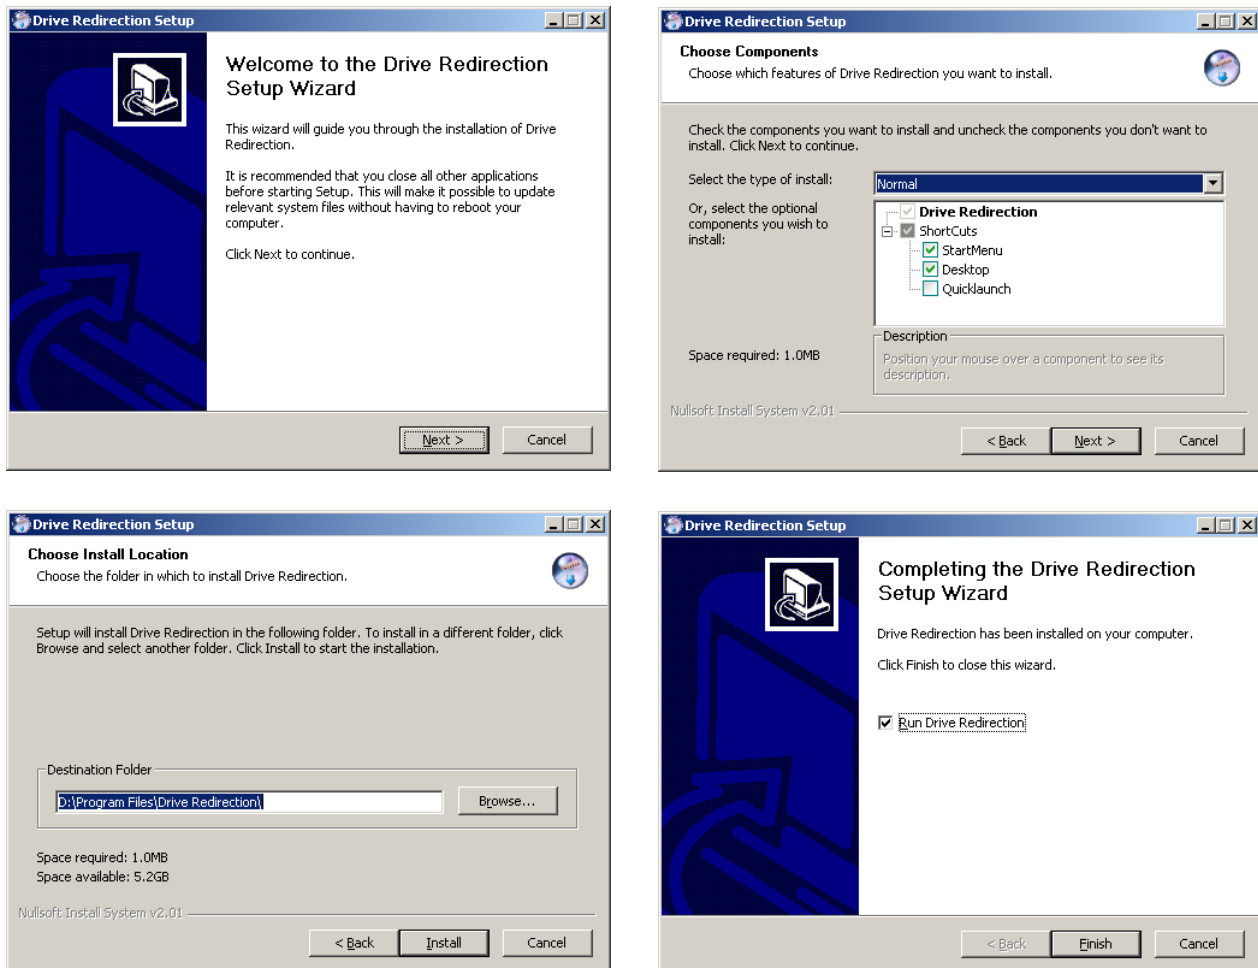 Drive Redirection Setup
Welcome to the Drive Redirection
Setup Wizard
This wizard will guide you through the installation of Drive
Redirection.
It is recommended that you close all other applications
before starting Setup. This will make it possible to update
relevant system files without having to reboot your
computer.
Click Next to continue.
Next >
Cancel
Drive Redirection Setup
Choose Components
Choose which features of Drive Redirection you want to install.
Check the components you want to install and uncheck the components you don't want to
install. Click Next to continue.
Select the type of install:
Normal
Or, select the optional
components you wish to
install:
Drive Redirection
ShortCuts
StartMenu
Desktop
Quicklaunch
Space required: 1.0MB
Description
Position your mouse over a component to see its
description.
Nullsoft Install System v2.01
< Back
Next >
Cancel
Drive Redirection Setup
Choose Install Location
Choose the folder in which to install Drive Redirection.
Setup will install Drive Redirection in the following folder. To install in a different folder, click
Browse and select another folder. Click Install to start the installation.
Destination Folder
D:\Program Files\Drive Redirection\
Browse...
Space required: 1.0MB
Space available: 5.2GB
Nullsoft Install System v2.01
< Back
Install
Cancel
Drive Redirection Setup
Completing the Drive Redirection
Setup Wizard
Drive Redirection has been installed on your computer.
Click Finish to close this wizard.
Run Drive Redirection
< Back
Finish
Cancel